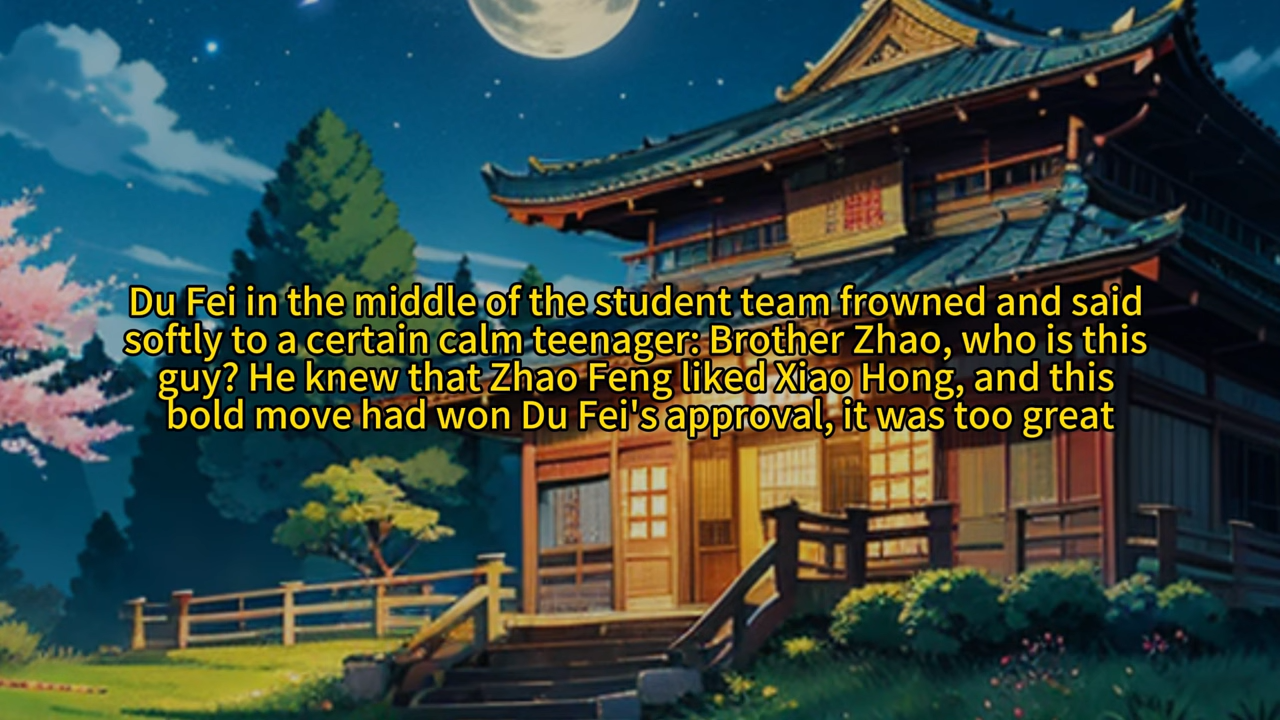 Du Fei in the middle of the student team frowned and said
softly to a certain calm teenager: Brother Zhao, who is this
guy? He knew that Zhao Feng liked Xiao Hong, and this
bold move had won Du Fei's approval, it was too great